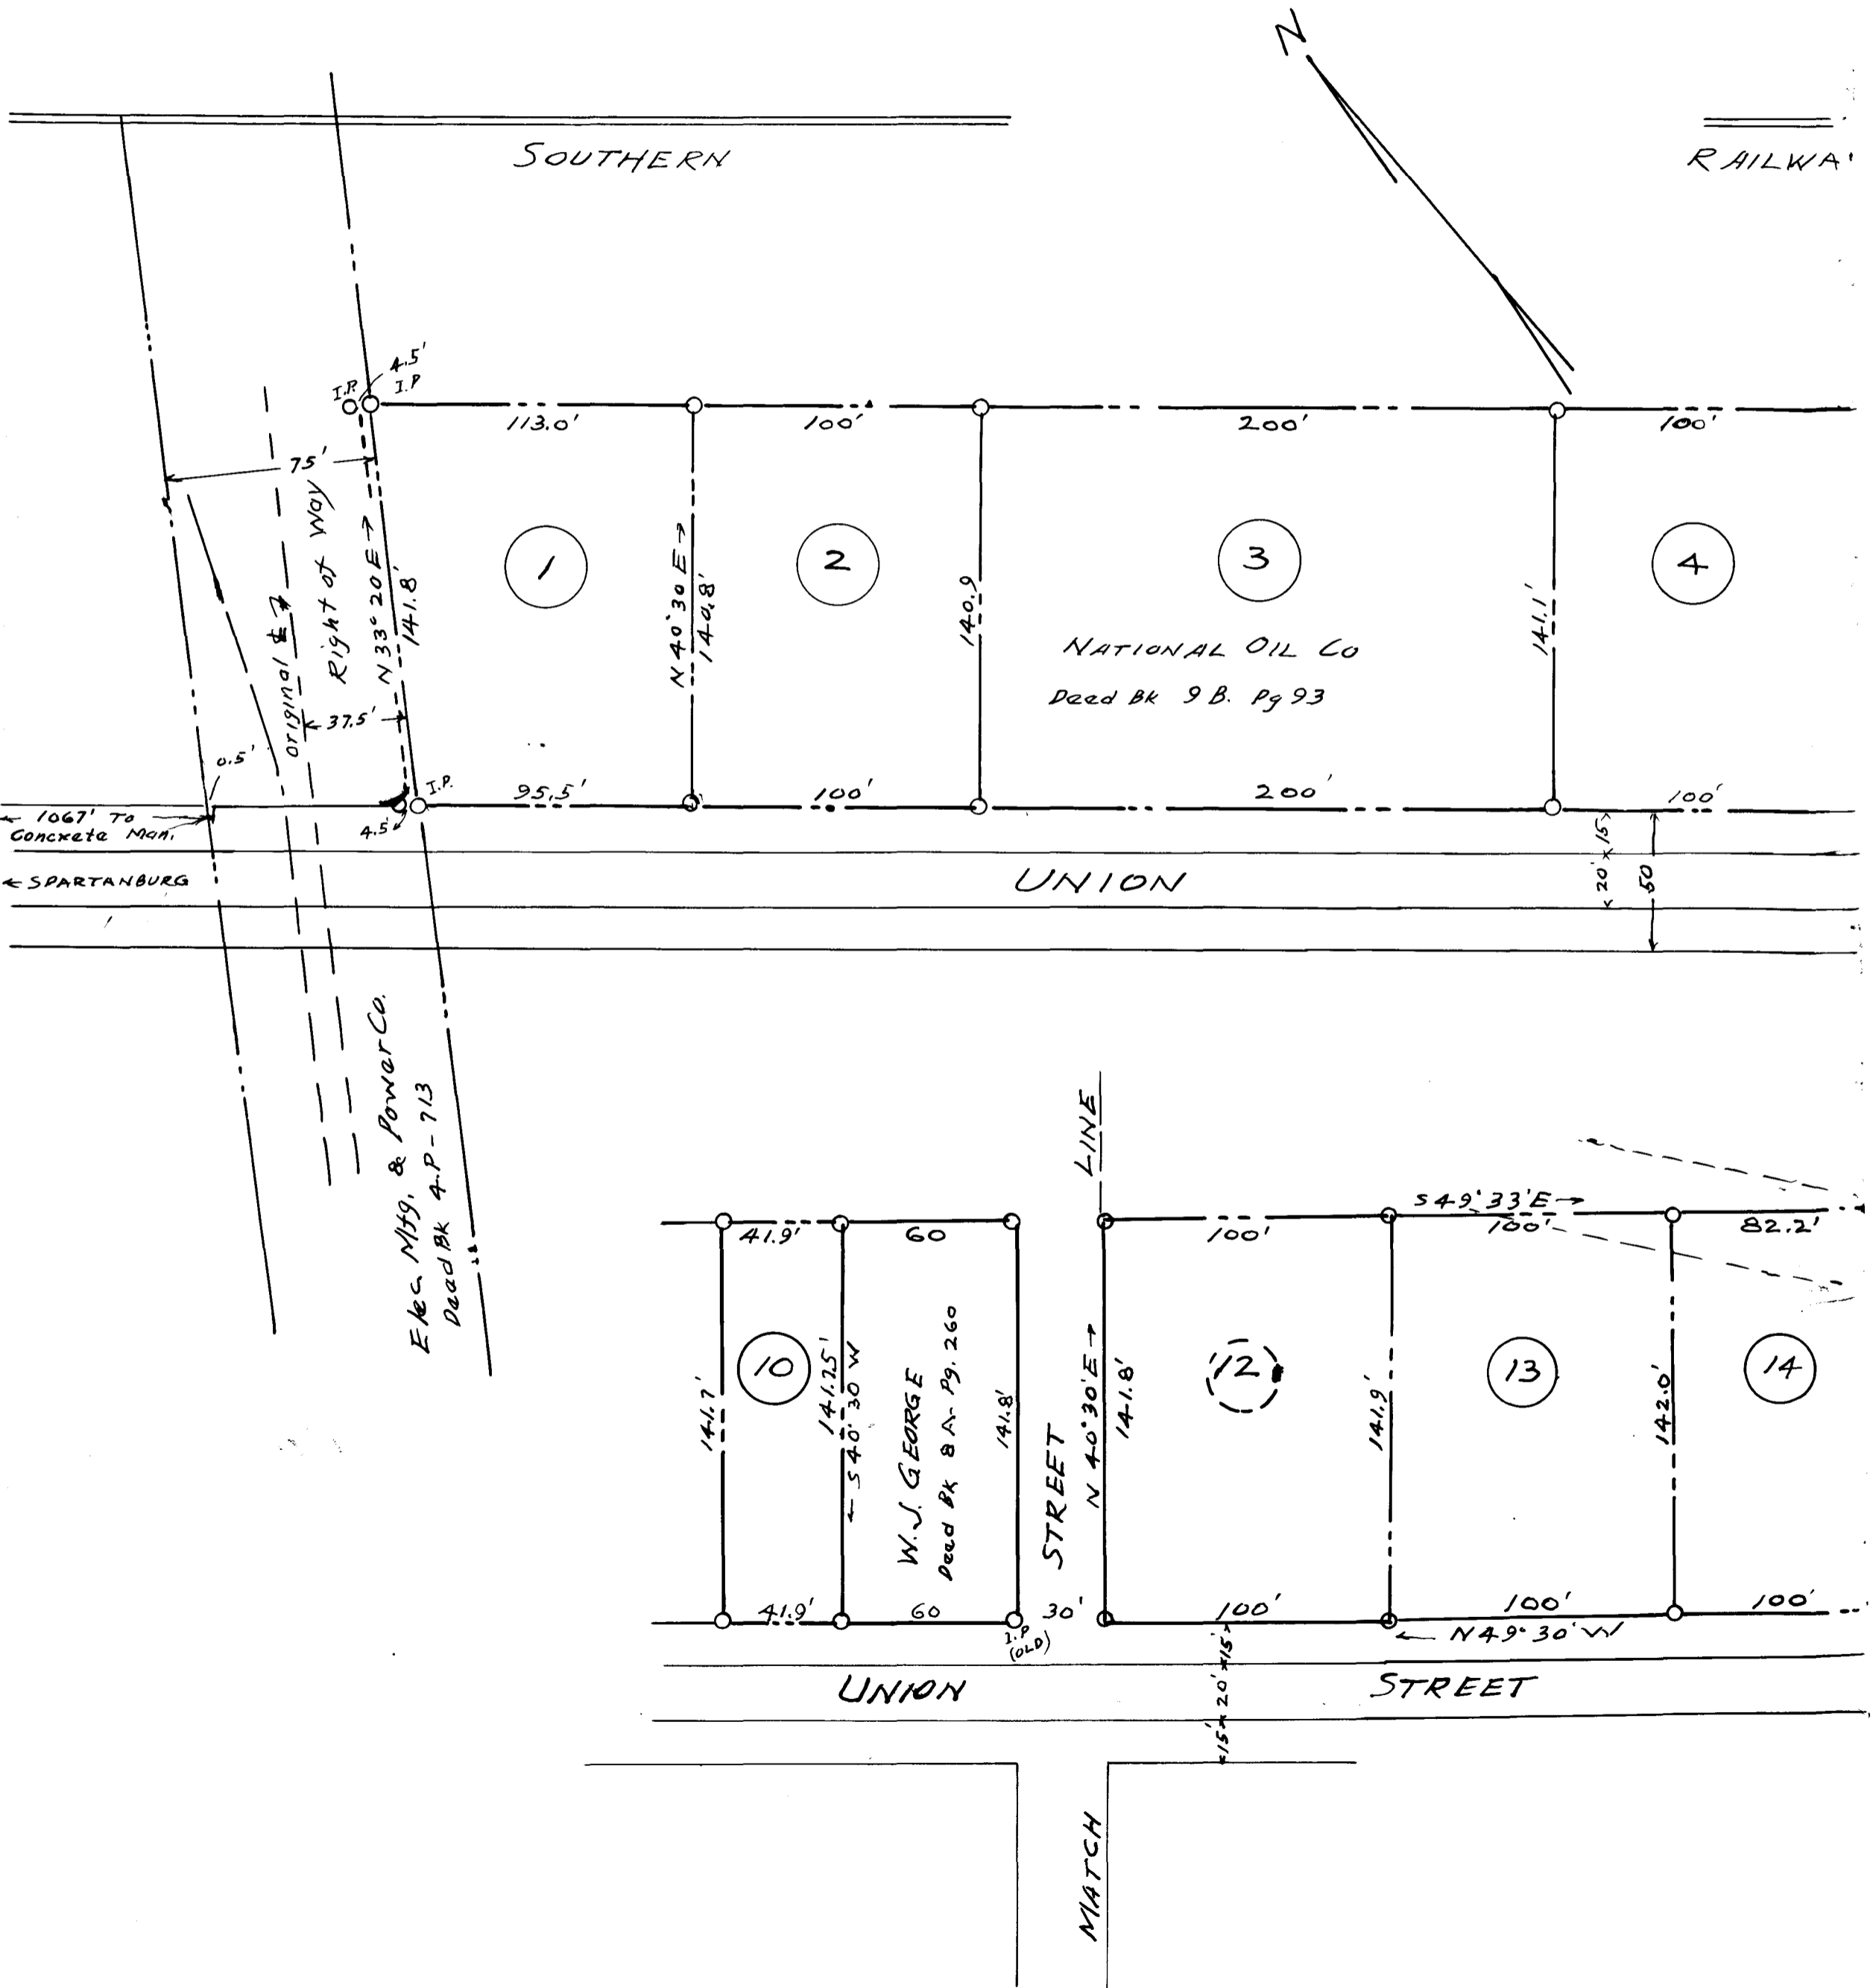 N
SOUTHERN
RAILWA
I.P.
4.5'
I.P
113.0'
100'
200'
100'
75'
Right of Way
original
N 33° 20 E →
141.8'
37.5'
1
N 40° 30 E →
140.8'
2
140.9
3
NATIONAL OIL CO
Deed Bk 9 B. Pg 93
141.1'
4
0.5'
I.P.
4.5'
95.5'
100'
200'
100'
← 1067' To
Concrete Mon.
← SPARTANBURG
UNION
20' x 15'
50
Elec. Mfg. & Power Co.
Deed Bk 4-P-713
LINE
41.9'
60
100'
S 49° 33' E →
100'
82.2'
141.7'
10
141.75'
← S 40° 30 W
W. J. GEORGE
Deed Bk 8 A- Pg. 260
141.8'
STREET
N 40° 30' E →
141.8'
12
141.9'
13
142.0'
14
41.9'
60
I.P
(OLD)
30'
100'
100'
100'
← N 49° 30' W
UNION STREET
15' x 20' x 15'
MATCH